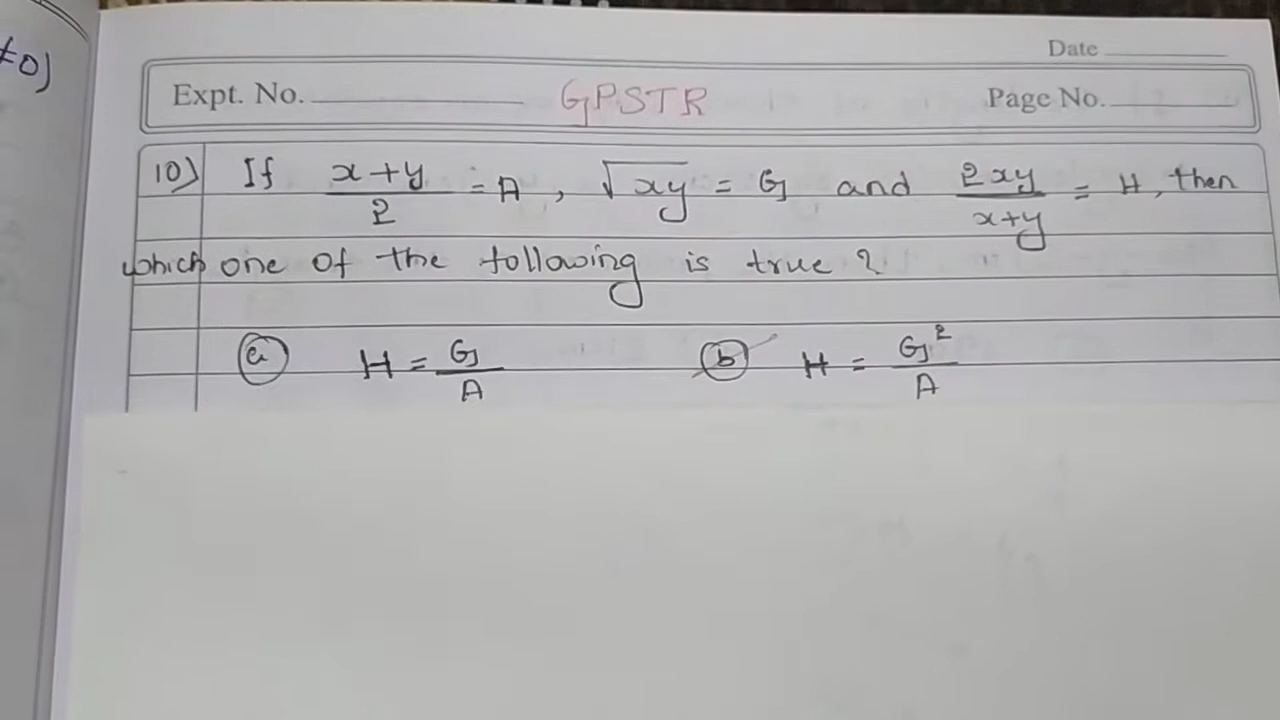 ≠0)
Date
Expt. No. GPSTR Page No.
10) If x+y/2 = A, √xy = G and 2xy/x+y = H, then
which one of the following is true ?
(a) H = G/A (b) H = G²/A